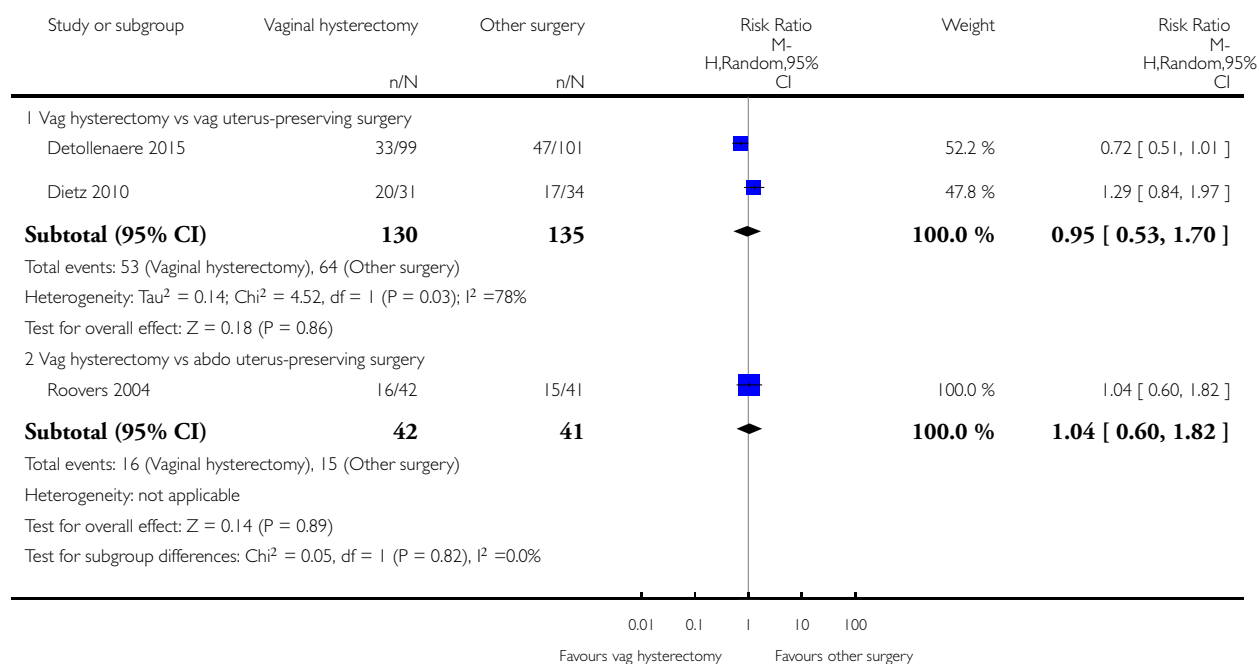 Study or subgroup Vaginal hysterectomy Other surgery Risk Ratio Weight Risk Ratio
M- M-
H,Random,95% H,Random,95%
n/N n/N CI CI
1 Vag hysterectomy vs vag uterus-preserving surgery
Detollenaere 2015 33/99 47/101 52.2 % 0.72 [ 0.51, 1.01 ]
Dietz 2010 20/31 17/34 47.8 % 1.29 [ 0.84, 1.97 ]
Subtotal (95% CI) 130 135 100.0 % 0.95 [ 0.53, 1.70 ]
Total events: 53 (Vaginal hysterectomy), 64 (Other surgery)
Heterogeneity: Tau² = 0.14; Chi² = 4.52, df = 1 (P = 0.03); I² =78%
Test for overall effect: Z = 0.18 (P = 0.86)
2 Vag hysterectomy vs abdo uterus-preserving surgery
Roovers 2004 16/42 15/41 100.0 % 1.04 [ 0.60, 1.82 ]
Subtotal (95% CI) 42 41 100.0 % 1.04 [ 0.60, 1.82 ]
Total events: 16 (Vaginal hysterectomy), 15 (Other surgery)
Heterogeneity: not applicable
Test for overall effect: Z = 0.14 (P = 0.89)
Test for subgroup differences: Chi² = 0.05, df = 1 (P = 0.82), I² =0.0%
0.01 0.1 1 10 100
Favours vag hysterectomy Favours other surgery